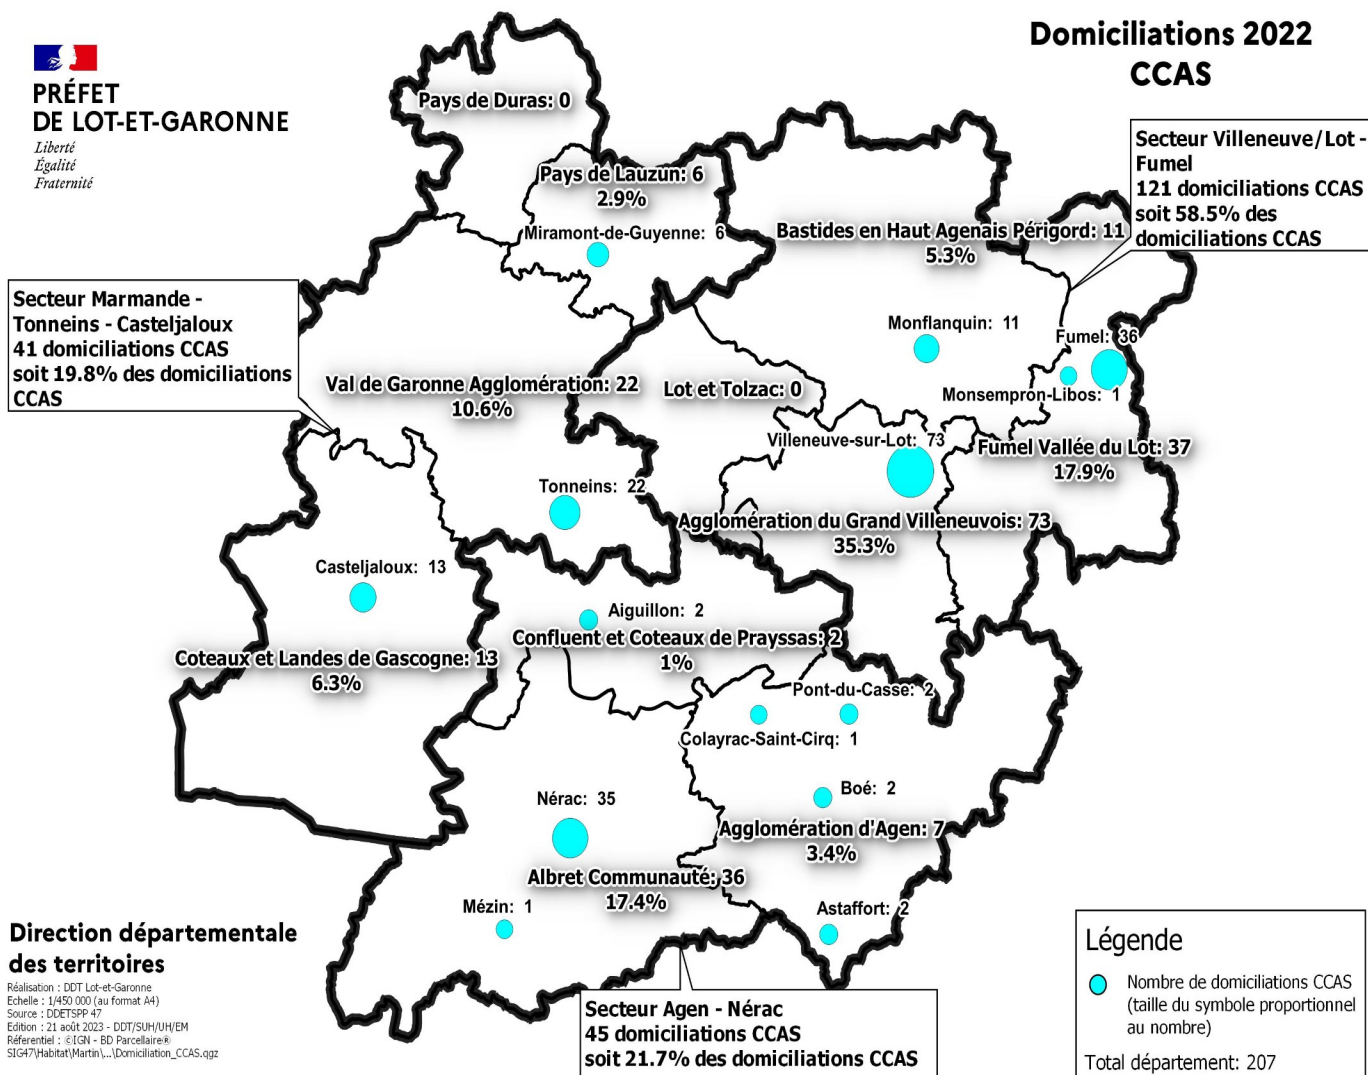 PRÉFET
DE LOT-ET-GARONNE
Liberté
Égalité
Fraternité
Domiciliations 2022
CCAS
Pays de Duras: 0
Secteur Villeneuve/Lot -
Fumel
121 domiciliations CCAS
soit 58.5% des
domiciliations CCAS
Pays de Lauzun: 6
2.9%
Miramont-de-Guyenne: 6
Bastides en Haut Agenais Périgord: 11
5.3%
Secteur Marmande -
Tonneins - Casteljaloux
41 domiciliations CCAS
soit 19.8% des domiciliations
CCAS
Monflanquin: 11
Fumel: 36
Monsempron-Libos: 1
Val de Garonne Agglomération: 22
10.6%
Lot et Tolzac: 0
Villeneuve-sur-Lot: 73
Fumel Vallée du Lot: 37
17.9%
Tonneins: 22
Agglomération du Grand Villeneuvois: 73
35.3%
Casteljaloux: 13
Aiguillon: 2
Confluent et Coteaux de Prayssas: 2
1%
Coteaux et Landes de Gascogne: 13
6.3%
Pont-du-Casse: 2
Colayrac-Saint-Cirq: 1
Nérac: 35
Boé: 2
Agglomération d'Agen: 7
3.4%
Albret Communauté: 36
17.4%
Mézin: 1
Astaffort: 2
Direction départementale
des territoires
Réalisation : DDT Lot-et-Garonne
Echelle : 1/450 000 (au format A4)
Source : DDETSPP 47
Edition : 21 août 2023 - DDT/SUH/UH/EM
Réferentiel : ©IGN - BD Parcellaire®
SIG47\Habitat\Martin\...\Domiciliation_CCAS.qgz
Secteur Agen - Nérac
45 domiciliations CCAS
soit 21.7% des domiciliations CCAS
Légende
Nombre de domiciliations CCAS
(taille du symbole proportionnel
au nombre)
Total département: 207